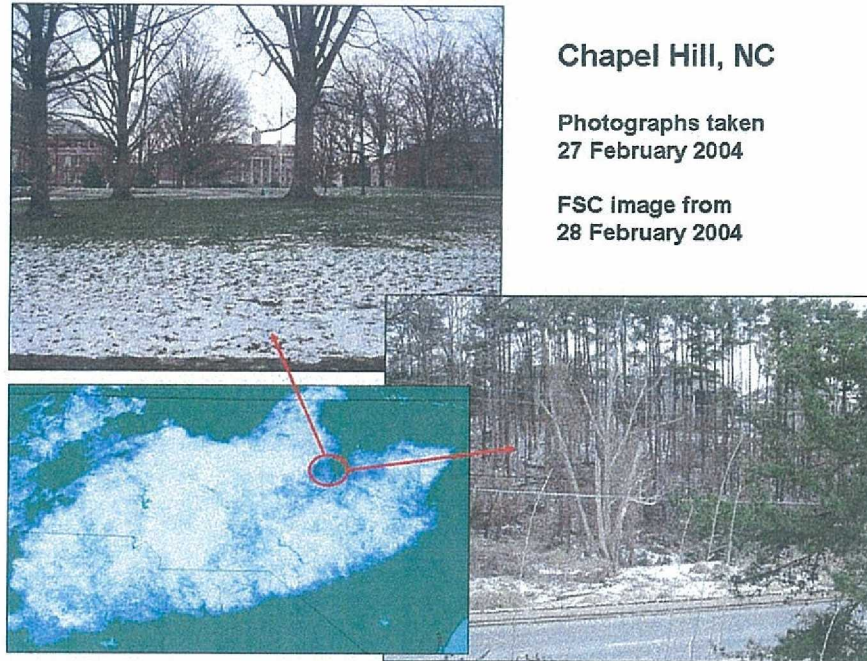 Chapel Hill, NC
Photographs taken
27 February 2004
FSC image from
28 February 2004